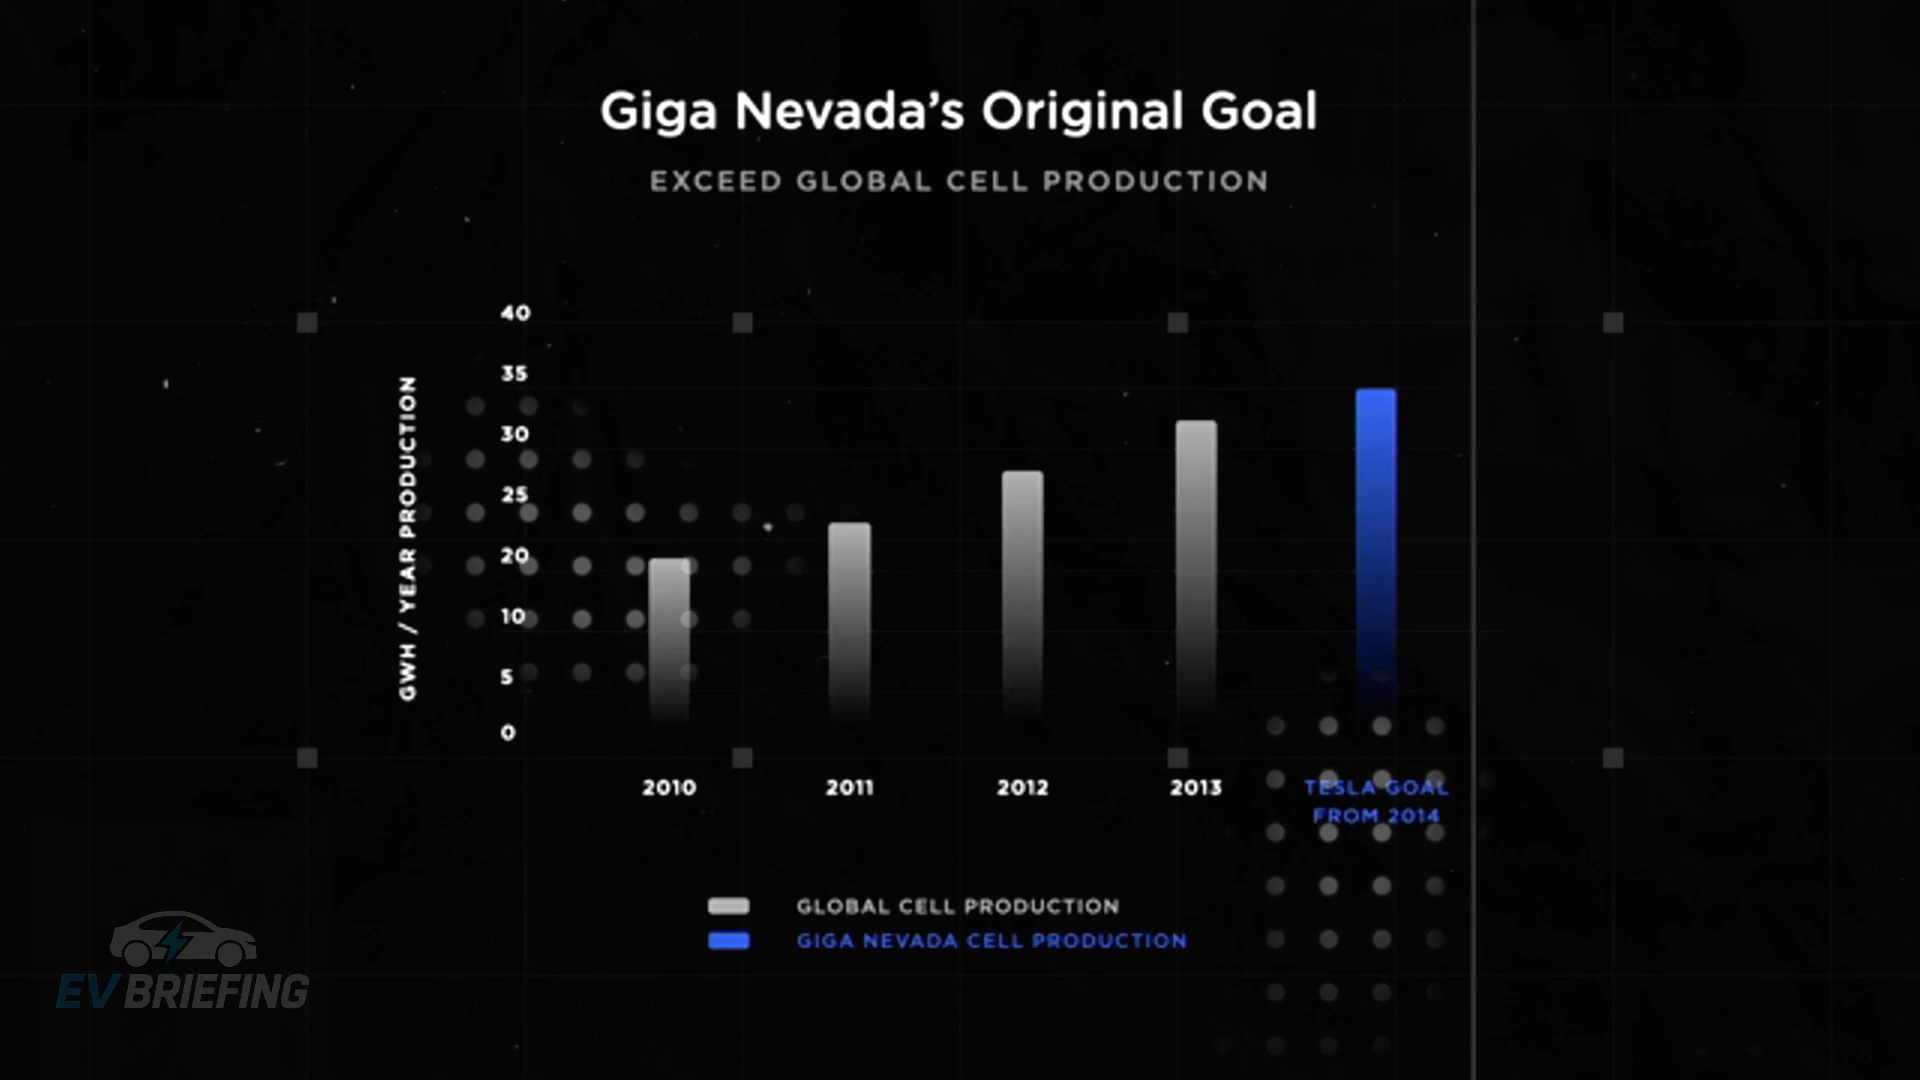 Giga Nevada’s Original Goal
EXCEED GLOBAL CELL PRODUCTION
GWH / YEAR PRODUCTION
40
35
30
25
20
10
5
0
2010
2011
2012
2013
TESLA GOAL
FROM 2014
GLOBAL CELL PRODUCTION
GIGA NEVADA CELL PRODUCTION
EV BRIEFING